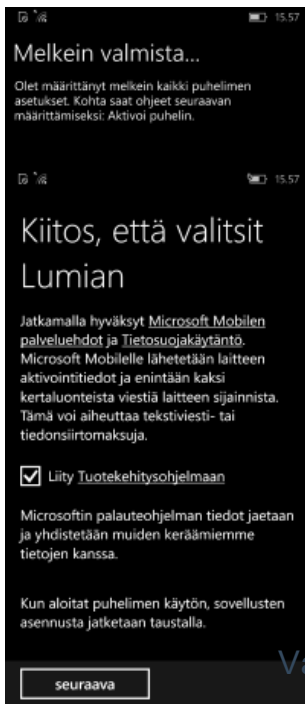 15.57
Melkein valmista...
Olet määrittänyt melkein kaikki puhelimen
asetukset. Kohta saat ohjeet seuraavan
määrittämiseksi: Aktivoi puhelin.
15.57
Kiitos, että valitsit
Lumian
Jatkamalla hyväksyt Microsoft Mobilen
palveluehdot ja Tietosuojakäytäntö.
Microsoft Mobilelle lähetetään laitteen
aktivointitiedot ja enintään kaksi
kertaluonteista viestiä laitteen sijainnista.
Tämä voi aiheuttaa tekstiviesti- tai
tiedonsiirtomaksuja.
Liity Tuotekehitysohjelmaan
Microsoftin palauteohjelman tiedot jaetaan
ja yhdistetään muiden keräämiemme
tietojen kanssa.
Kun aloitat puhelimen käytön, sovellusten
asennusta jatketaan taustalla.
Va
seuraava